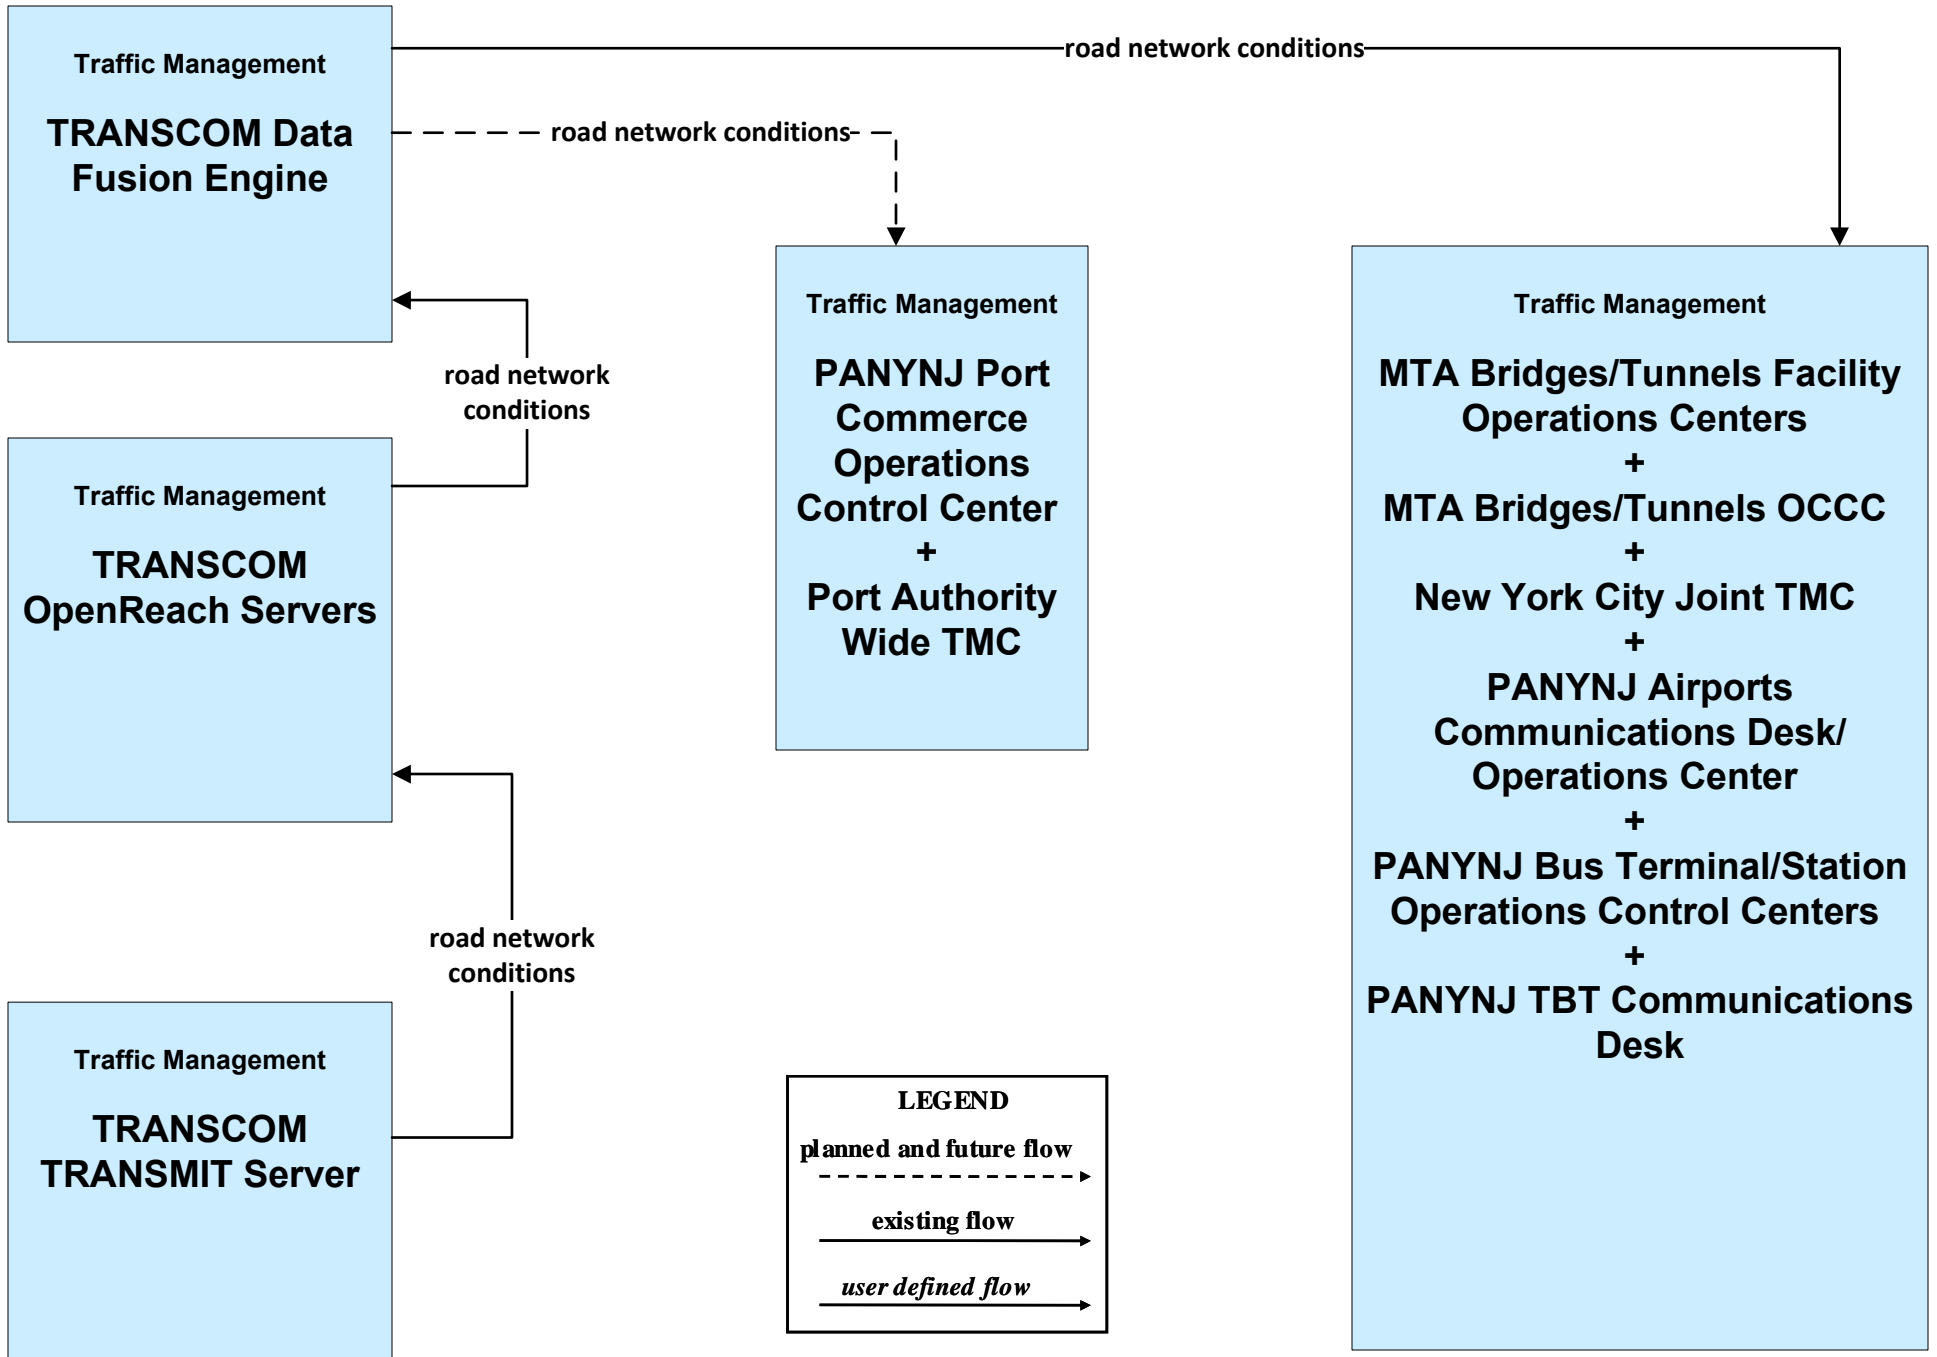 Traffic Management
TRANSCOM Data
Fusion Engine
road network conditions
road network conditions
road network
conditions
Traffic Management
TRANSCOM
OpenReach Servers
road network
conditions
Traffic Management
TRANSCOM
TRANSMIT Server
Traffic Management
PANYNJ Port
Commerce
Operations
Control Center
+
Port Authority
Wide TMC
Traffic Management
MTA Bridges/Tunnels Facility
Operations Centers
+
MTA Bridges/Tunnels OCCC
+
New York City Joint TMC
+
PANYNJ Airports
Communications Desk/
Operations Center
+
PANYNJ Bus Terminal/Station
Operations Control Centers
+
PANYNJ TBT Communications
Desk
LEGEND
planned and future flow
existing flow
user defined flow